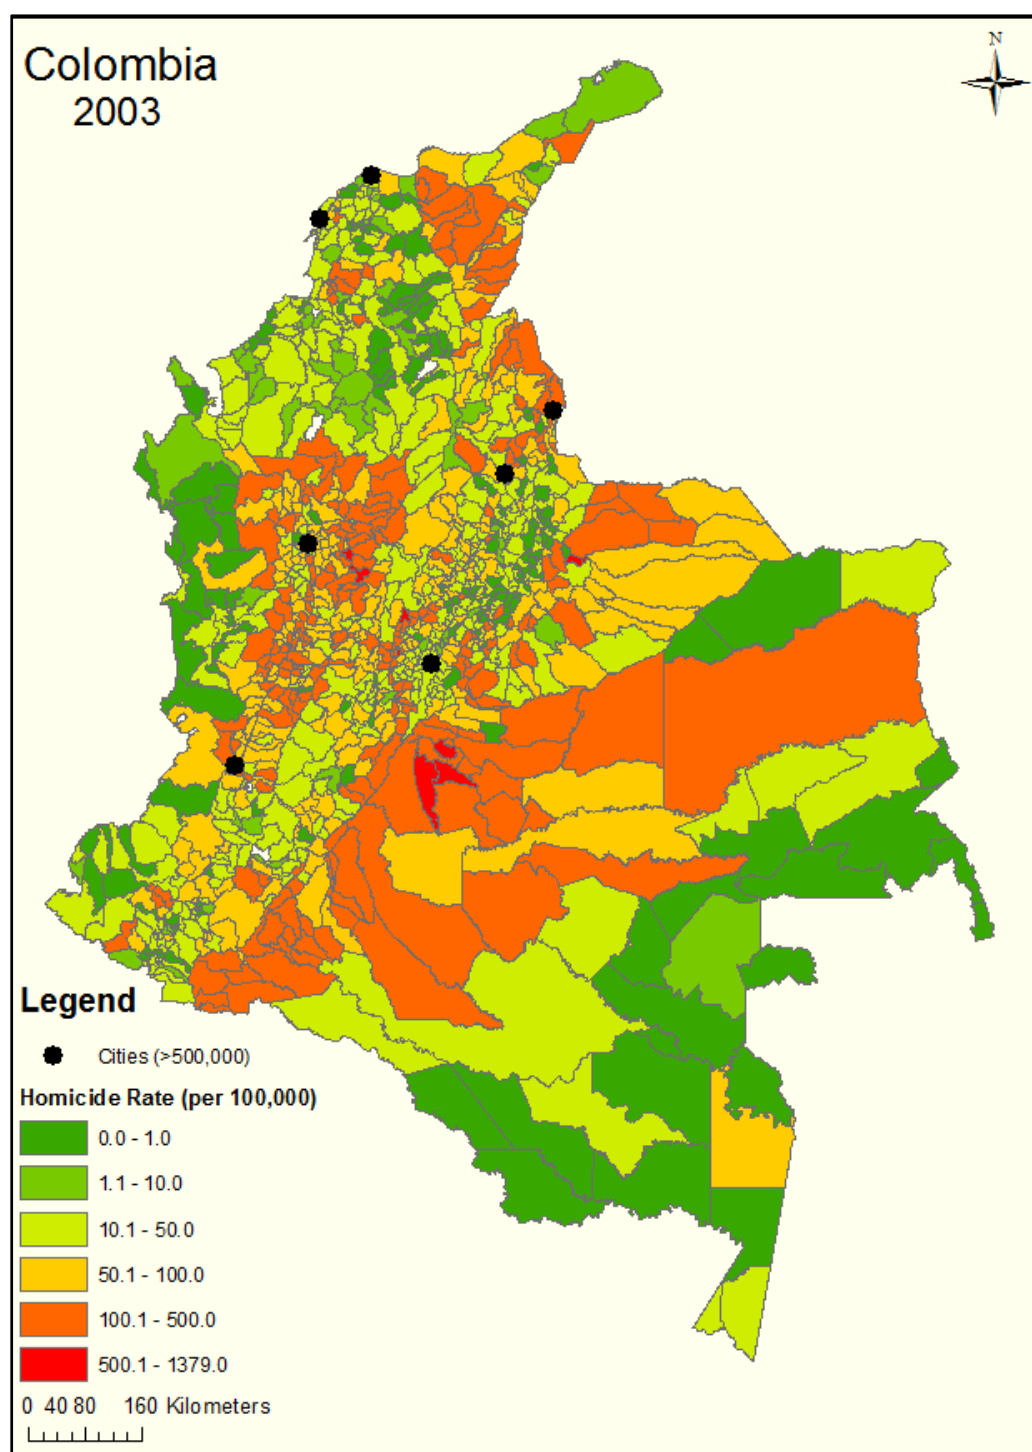 Colombia
2003
N
Legend
Cities (>500,000)
Homicide Rate (per 100,000)
0.0 - 1.0
1.1 - 10.0
10.1 - 50.0
50.1 - 100.0
100.1 - 500.0
500.1 - 1379.0
0 40 80 160 Kilometers